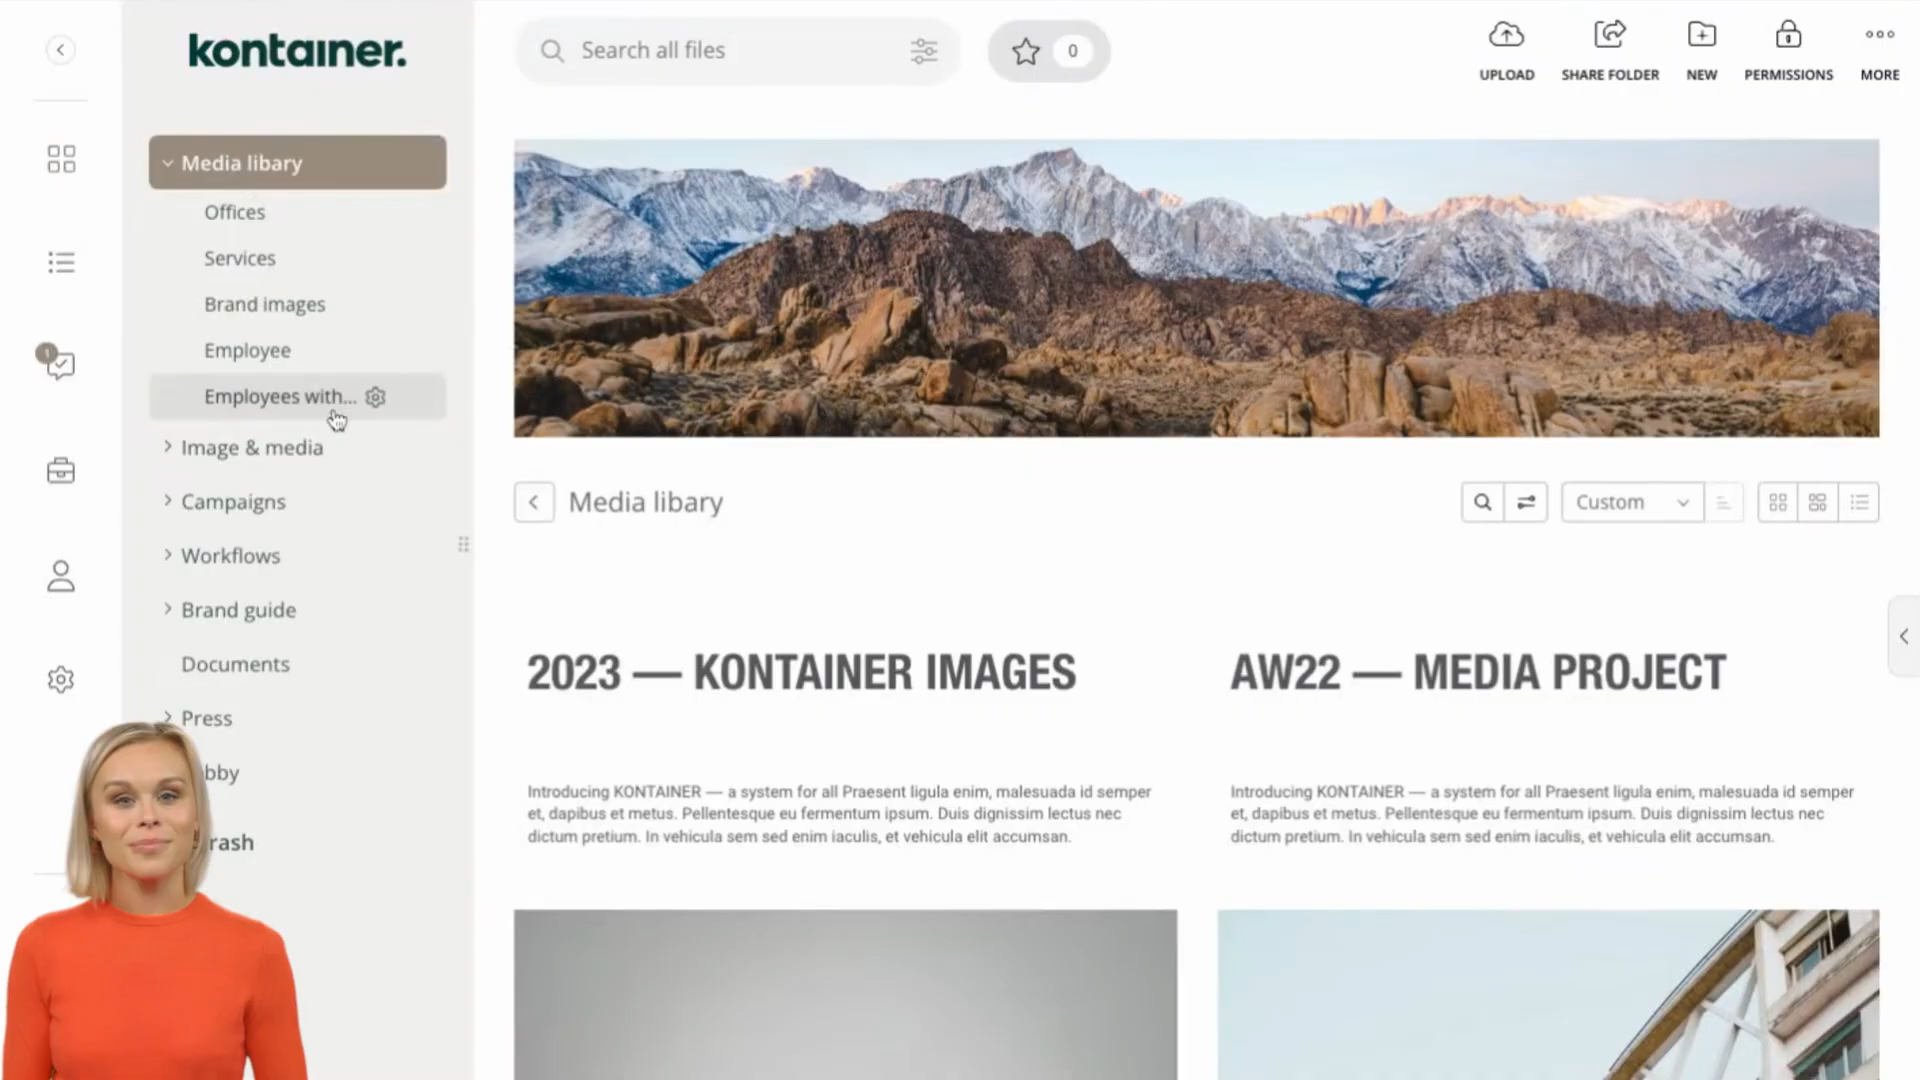 kontainer.
Search all files
0
UPLOAD
SHARE FOLDER
NEW
PERMISSIONS
MORE
Media libary
Offices
Services
Brand images
Employee
Employees with...
1
Image & media
Campaigns
Workflows
Brand guide
Documents
Press
bby
rash
Media libary
Custom
2023 — KONTAINER IMAGES
Introducing KONTAINER — a system for all Praesent ligula enim, malesuada id semper
et, dapibus et metus. Pellentesque eu fermentum ipsum. Duis dignissim lectus nec
dictum pretium. In vehicula sem sed enim iaculis, et vehicula elit accumsan.
AW22 — MEDIA PROJECT
Introducing KONTAINER — a system for all Praesent ligula enim, malesuada id semper
et, dapibus et metus. Pellentesque eu fermentum ipsum. Duis dignissim lectus nec
dictum pretium. In vehicula sem sed enim iaculis, et vehicula elit accumsan.